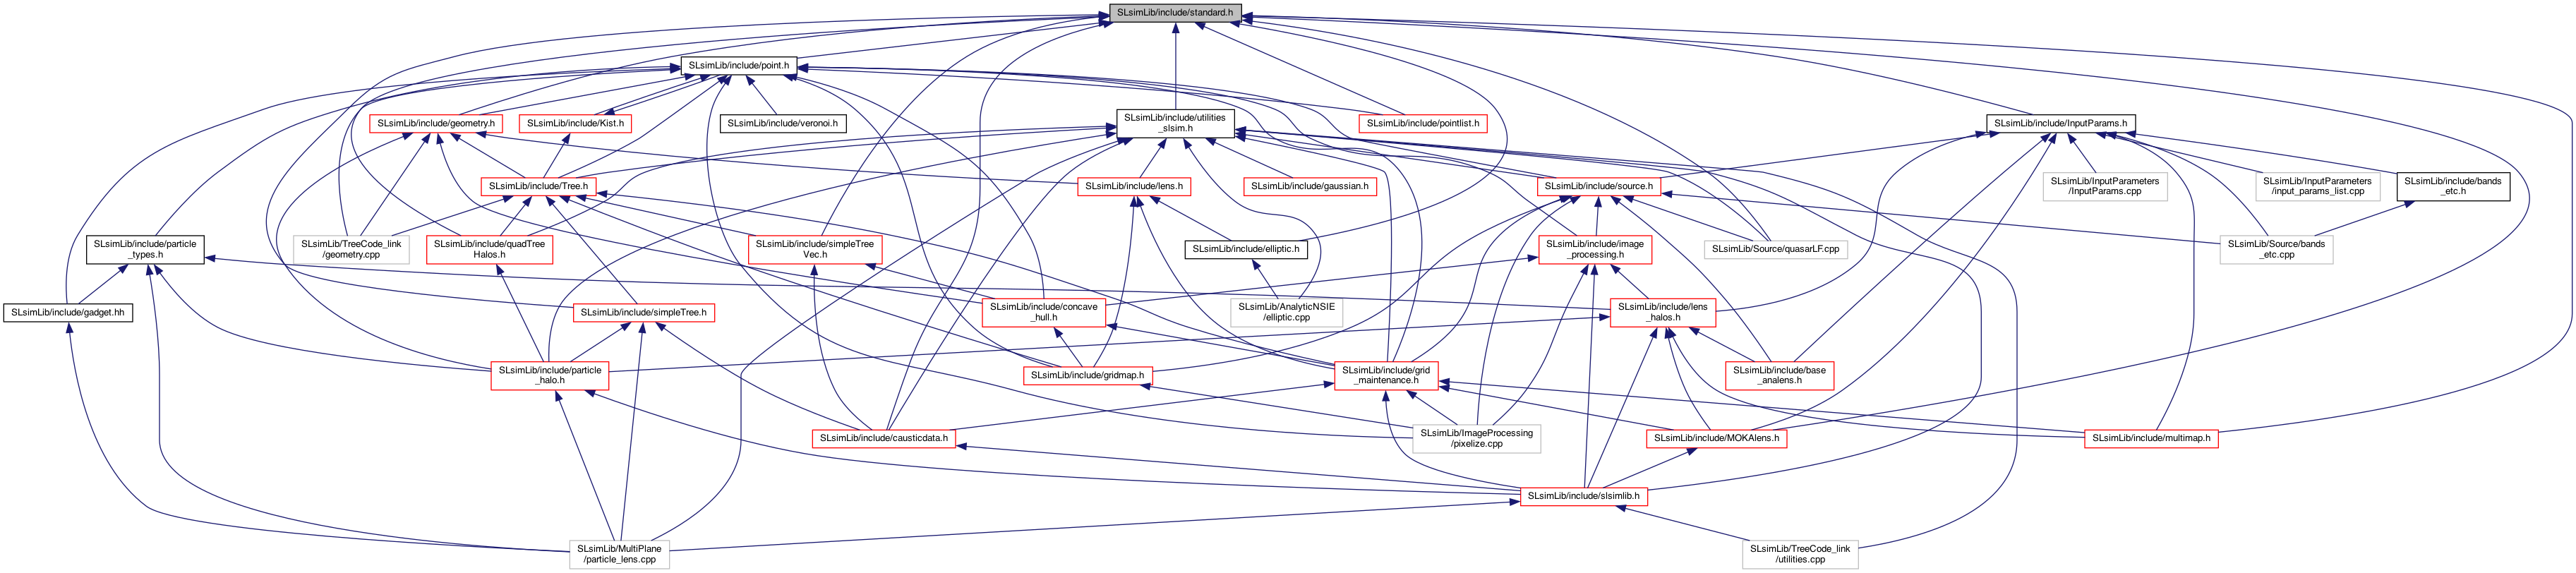 SLsimLib/include/standard.h
SLsimLib/include/point.h
SLsimLib/include/geometry.h
SLsimLib/include/Kist.h
SLsimLib/include/veronoi.h
SLsimLib/include/utilities
_slsim.h
SLsimLib/include/pointlist.h
SLsimLib/include/InputParams.h
SLsimLib/include/Tree.h
SLsimLib/include/lens.h
SLsimLib/include/gaussian.h
SLsimLib/include/source.h
SLsimLib/InputParameters
/InputParams.cpp
SLsimLib/InputParameters
/input_params_list.cpp
SLsimLib/include/bands
_etc.h
SLsimLib/include/particle
_types.h
SLsimLib/TreeCode_link
/geometry.cpp
SLsimLib/include/quadTree
Halos.h
SLsimLib/include/simpleTree
Vec.h
SLsimLib/include/elliptic.h
SLsimLib/include/image
_processing.h
SLsimLib/Source/quasarLF.cpp
SLsimLib/Source/bands
_etc.cpp
SLsimLib/include/gadget.hh
SLsimLib/include/simpleTree.h
SLsimLib/include/concave
_hull.h
SLsimLib/AnalyticNSIE
/elliptic.cpp
SLsimLib/include/lens
_halos.h
SLsimLib/include/particle
_halo.h
SLsimLib/include/gridmap.h
SLsimLib/include/grid
_maintenance.h
SLsimLib/include/base
_analens.h
SLsimLib/include/causticdata.h
SLsimLib/ImageProcessing
/pixelize.cpp
SLsimLib/include/MOKAlens.h
SLsimLib/include/multimap.h
SLsimLib/include/slsimlib.h
SLsimLib/MultiPlane
/particle_lens.cpp
SLsimLib/TreeCode_link
/utilities.cpp